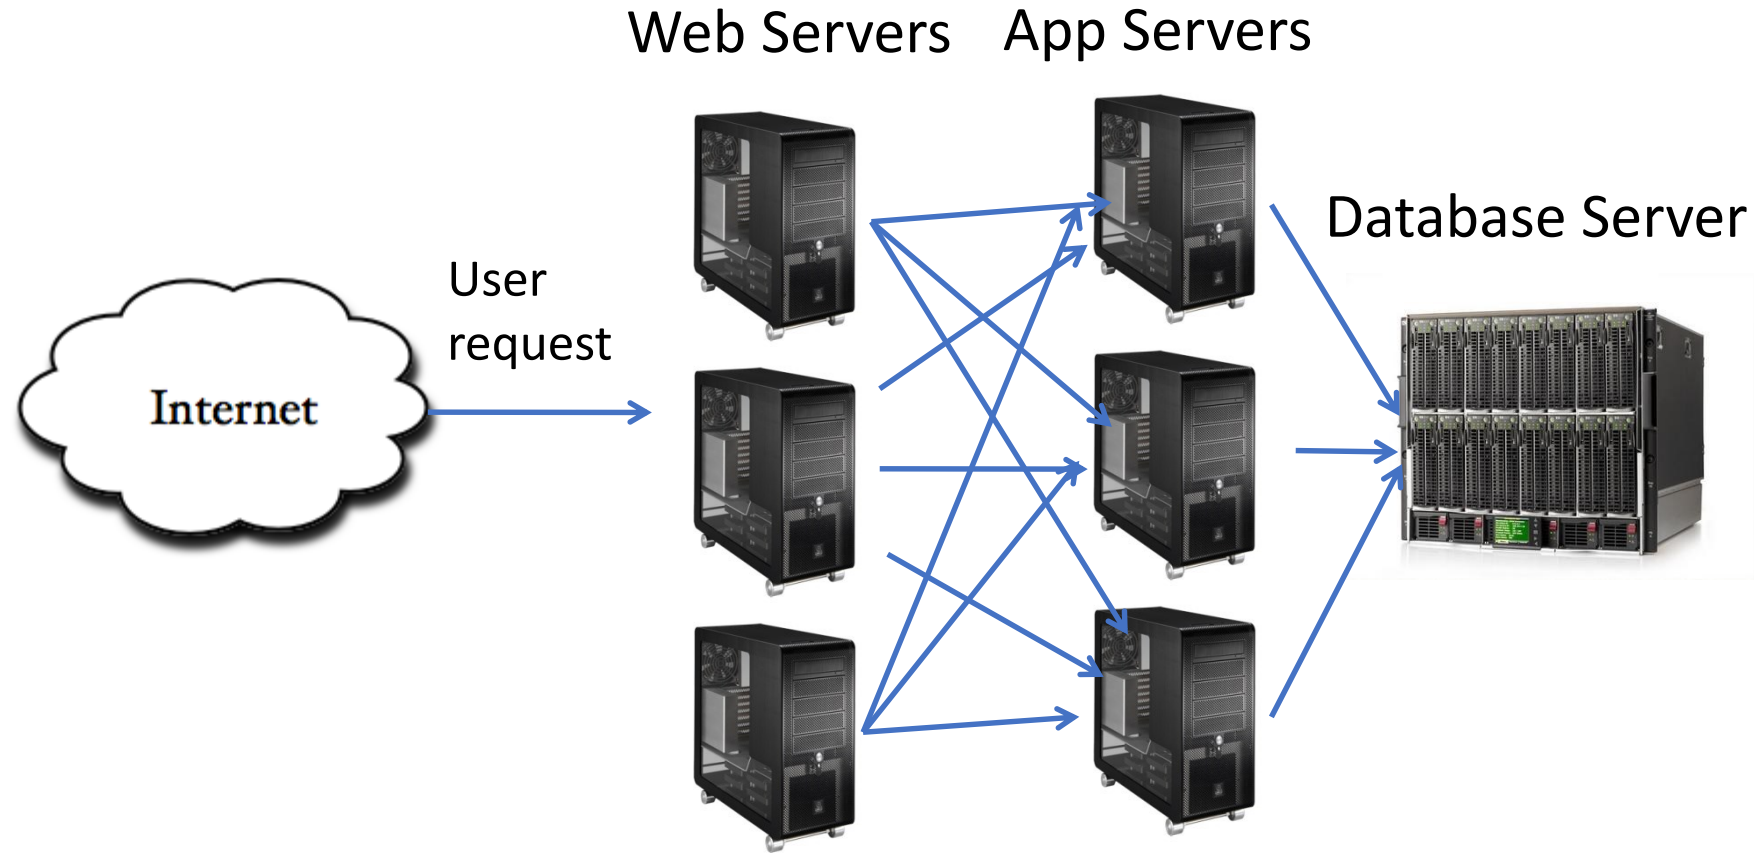 Web Servers
App Servers
Database Server
User
request
Internet